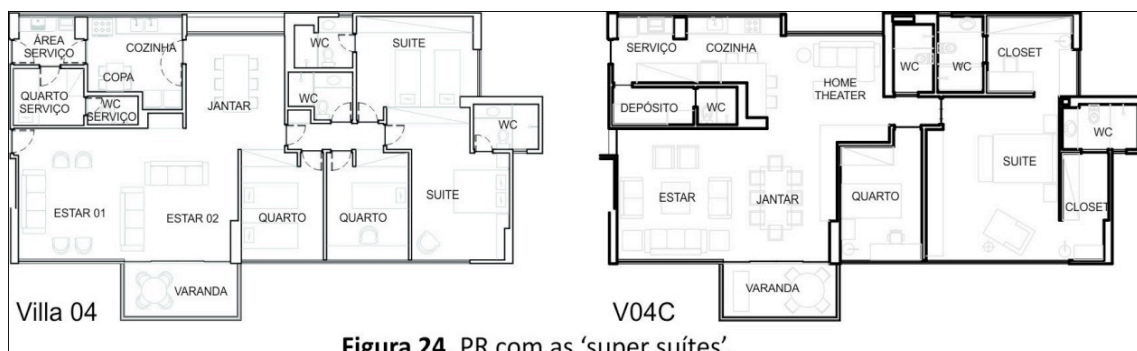 ÁREA
SERVIÇO
COZINHA
COPA
QUARTO
SERVIÇO
WC
SERVIÇO
JANTAR
WC
WC
SUITE
WC
ESTAR 01
ESTAR 02
QUARTO
QUARTO
SUITE
VARANDA
Villa 04
SERVIÇO
COZINHA
DEPÓSITO
WC
HOME
THEATER
WC
WC
CLOSET
WC
ESTAR
JANTAR
QUARTO
SUITE
CLOSET
VARANDA
V04C
Figura 24. PR com as ‘super suítes’.